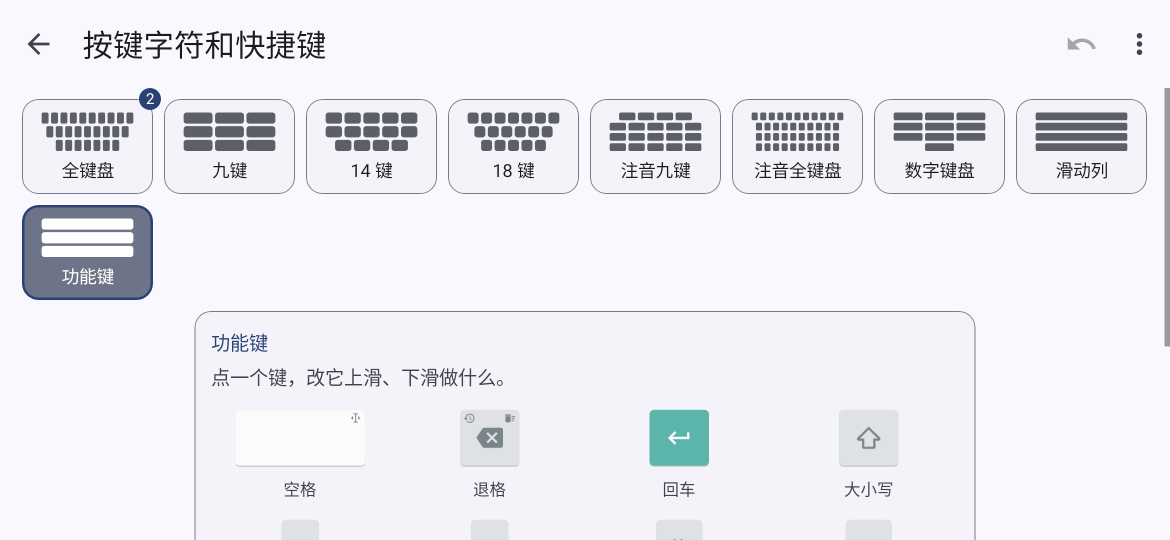 按键字符和快捷键
2
全键盘
九键
14 键
18 键
注音九键
注音全键盘
数字键盘
滑动列
功能键
功能键
点一个键，改它上滑、下滑做什么。
空格
退格
回车
大小写